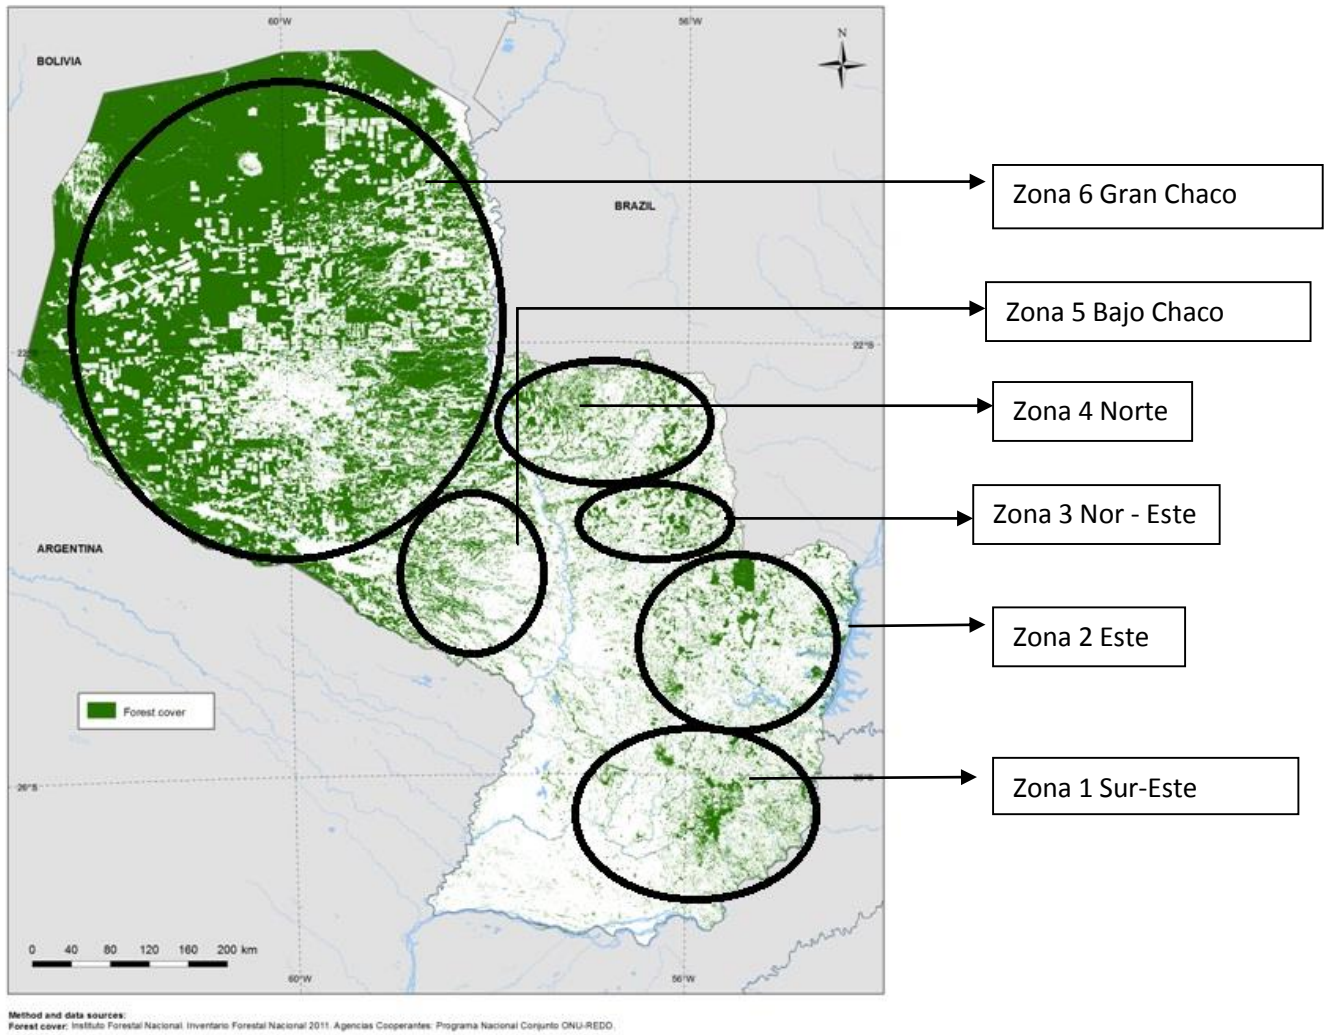 60°W
56°W
BOLIVIA
N
Zona 6 Gran Chaco
BRAZIL
Zona 5 Bajo Chaco
22°S
22°S
Zona 4 Norte
Zona 3 Nor - Este
ARGENTINA
Zona 2 Este
Forest cover
26°S
Zona 1 Sur-Este
0 40 80 120 160 200 km
60°W
56°W
Method and data sources:
Forest cover: Instituto Forestal Nacional. Inventario Forestal Nacional 2011. Agencias Cooperantes: Programa Nacional Conjunto ONU-REDD.